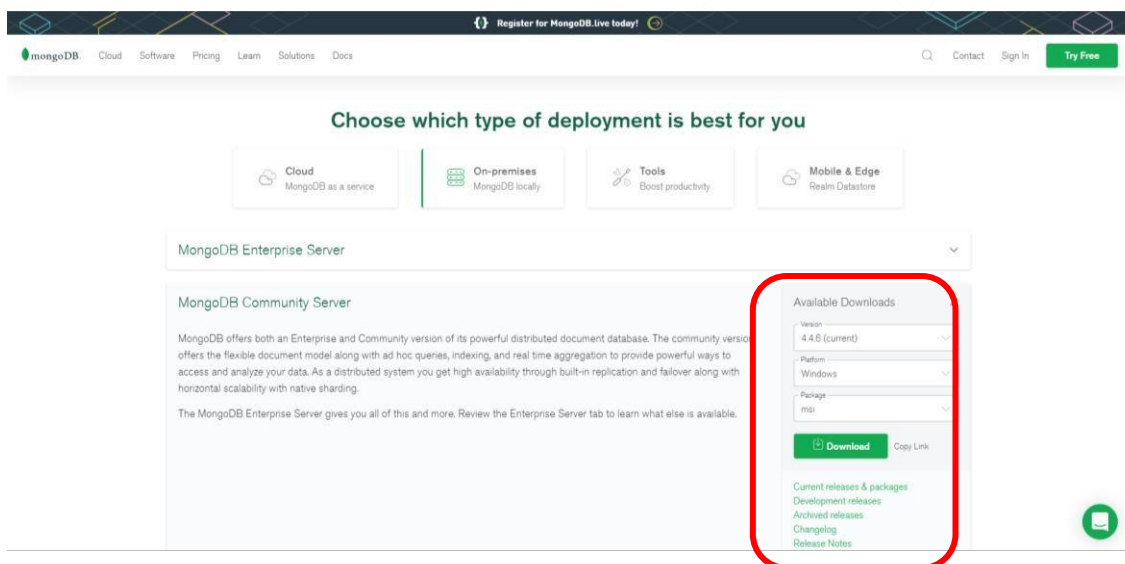 Register for MongoDB.live today!
mongoDB. Cloud Software Pricing Learn Solutions Docs Contact Sign In Try Free
Choose which type of deployment is best for you
Cloud
MongoDB as a service
On-premises
MongoDB locally
Tools
Boost productivity
Mobile & Edge
Realm Datastore
MongoDB Enterprise Server
MongoDB Community Server
MongoDB offers both an Enterprise and Community version of its powerful distributed document database. The community version
offers the flexible document model along with ad hoc queries, indexing, and real time aggregation to provide powerful ways to
access and analyze your data. As a distributed system you get high availability through built-in replication and failover along with
horizontal scalability with native sharding.
The MongoDB Enterprise Server gives you all of this and more. Review the Enterprise Server tab to learn what else is available.
Available Downloads
Version
4.4.6 (current)
Platform
Windows
Package
msi
Download Copy Link
Current releases & packages
Development releases
Archived releases
Changelog
Release Notes